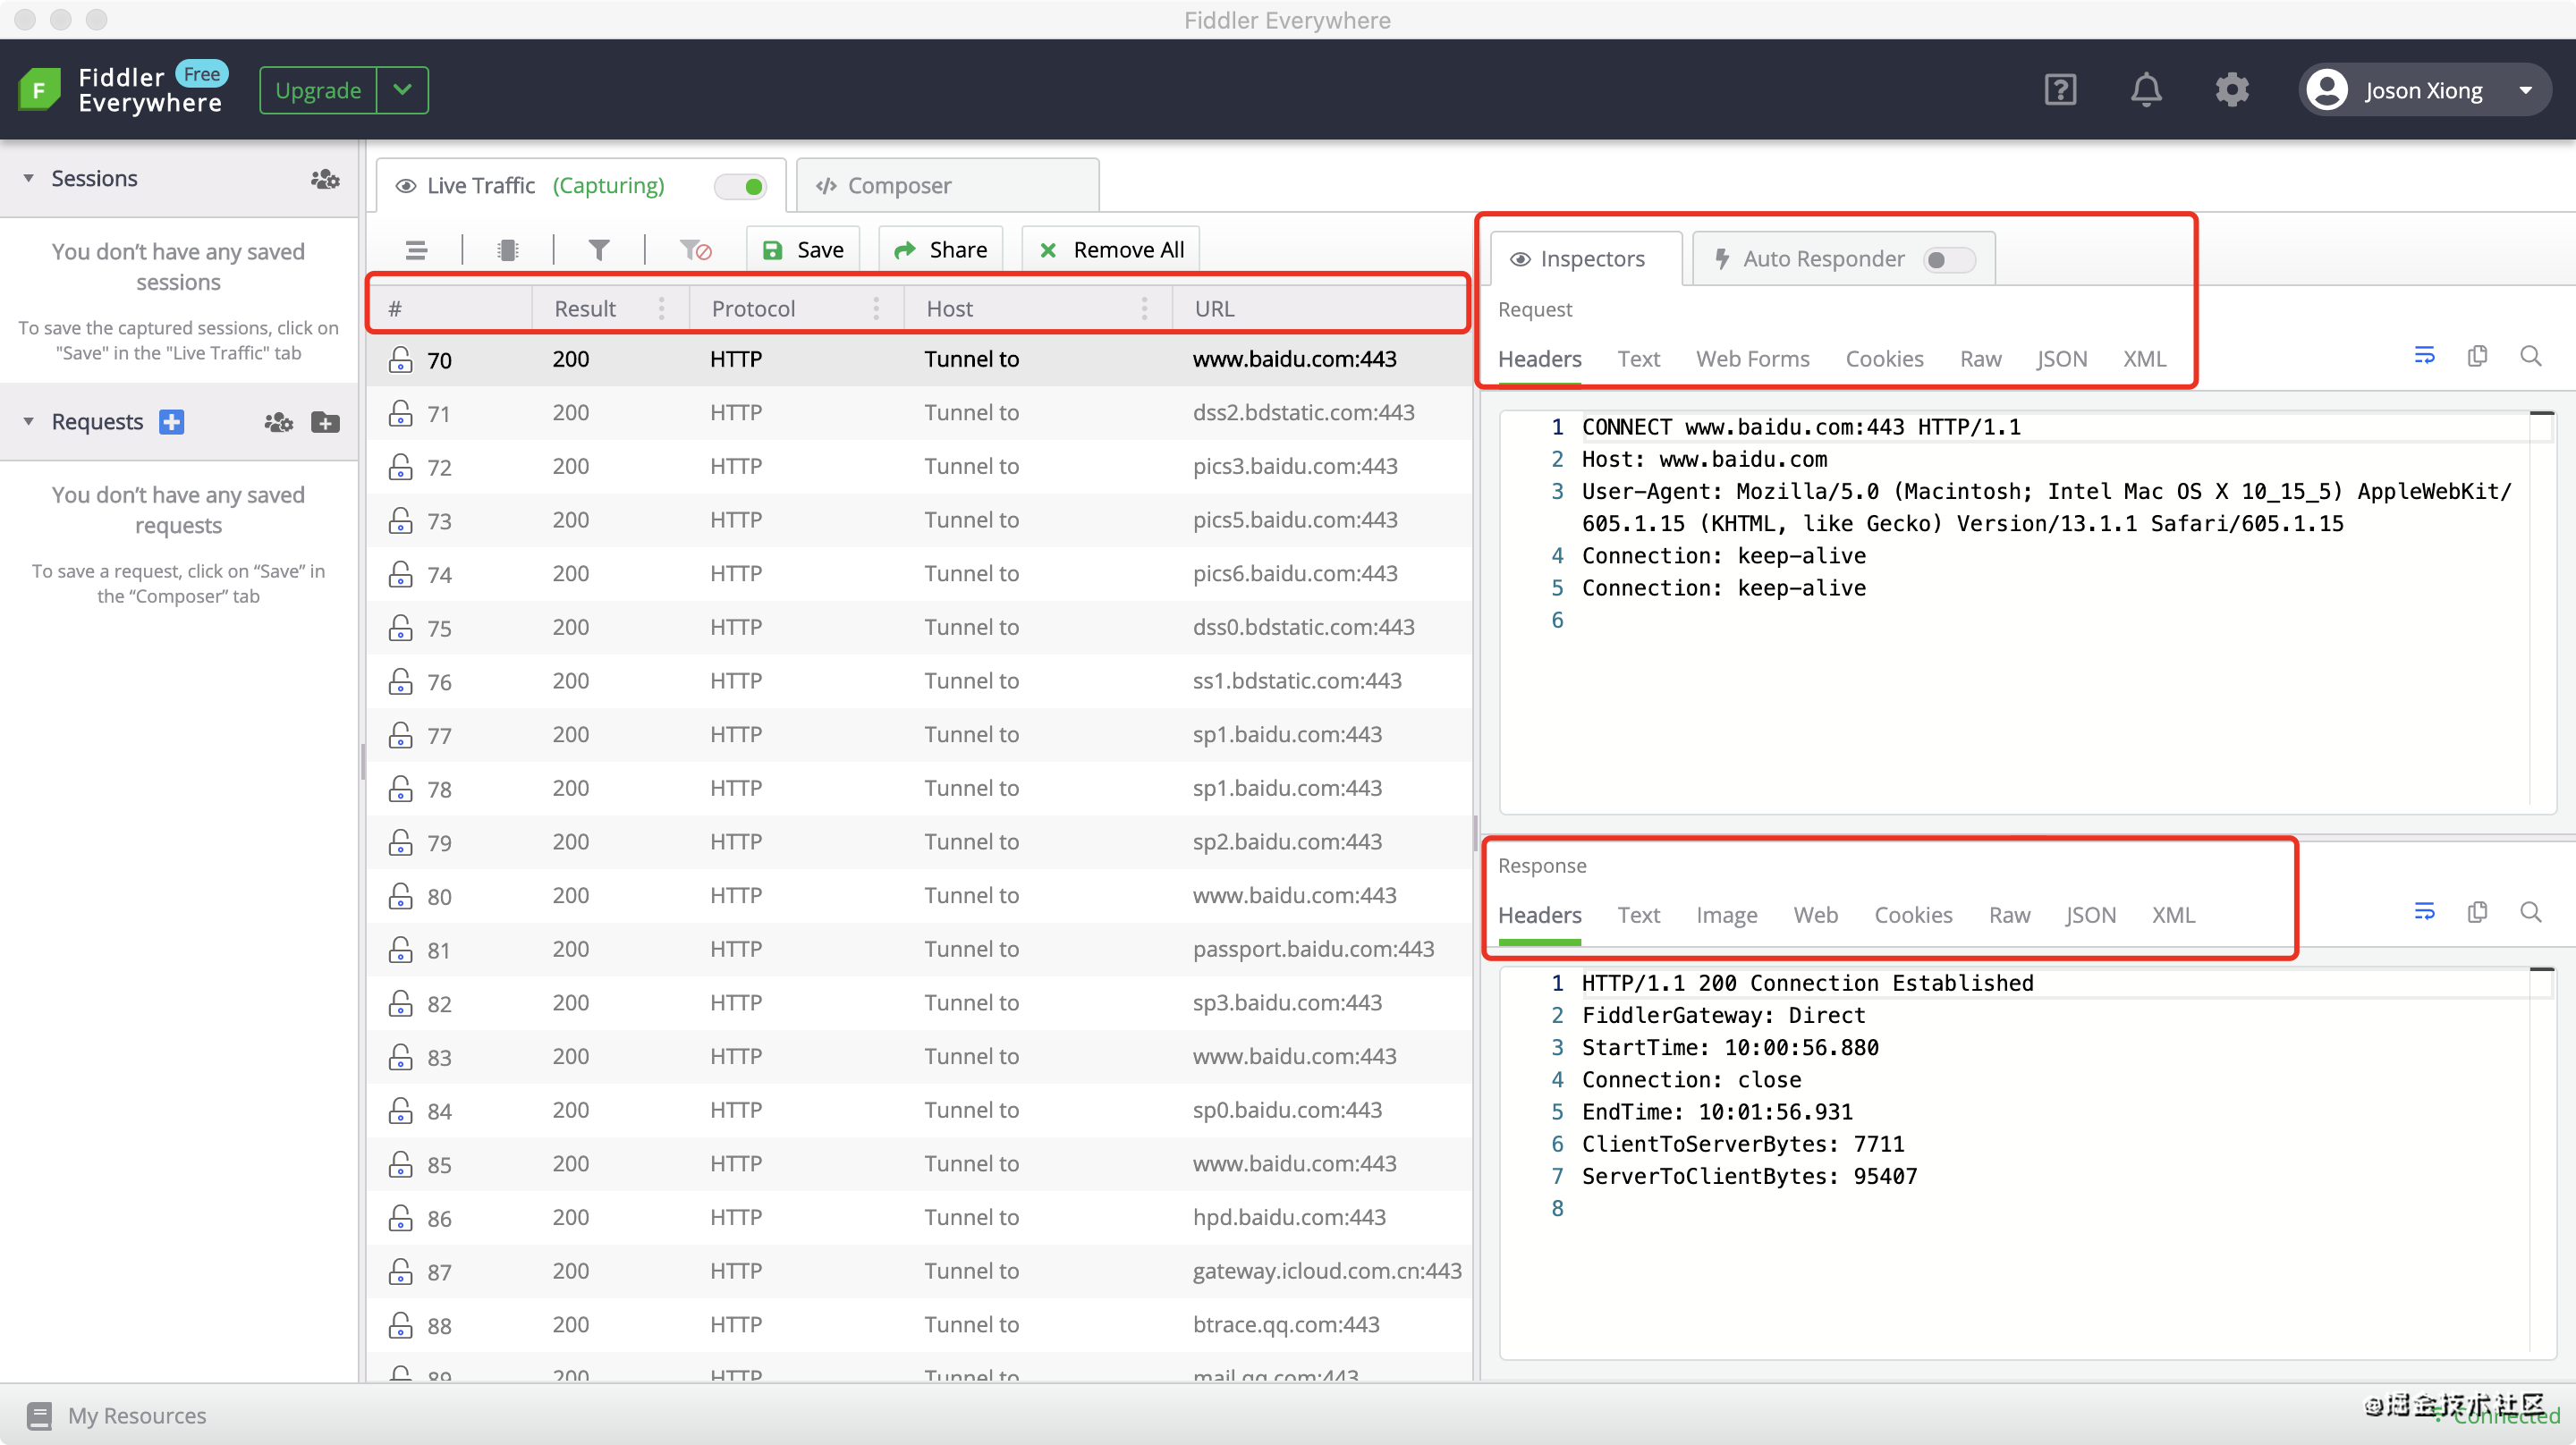 Fiddler Everywhere
Fiddler Free
Everywhere
Upgrade
Joson Xiong
Sessions
You don’t have any saved
sessions
To save the captured sessions, click on
"Save" in the "Live Traffic" tab
Requests
You don’t have any saved
requests
To save a request, click on “Save” in
the “Composer” tab
Live Traffic (Capturing)
Composer
Save
Share
Remove All
# Result Protocol Host URL
70 200 HTTP Tunnel to www.baidu.com:443
71 200 HTTP Tunnel to dss2.bdstatic.com:443
72 200 HTTP Tunnel to pics3.baidu.com:443
73 200 HTTP Tunnel to pics5.baidu.com:443
74 200 HTTP Tunnel to pics6.baidu.com:443
75 200 HTTP Tunnel to dss0.bdstatic.com:443
76 200 HTTP Tunnel to ss1.bdstatic.com:443
77 200 HTTP Tunnel to sp1.baidu.com:443
78 200 HTTP Tunnel to sp1.baidu.com:443
79 200 HTTP Tunnel to sp2.baidu.com:443
80 200 HTTP Tunnel to www.baidu.com:443
81 200 HTTP Tunnel to passport.baidu.com:443
82 200 HTTP Tunnel to sp3.baidu.com:443
83 200 HTTP Tunnel to www.baidu.com:443
84 200 HTTP Tunnel to sp0.baidu.com:443
85 200 HTTP Tunnel to www.baidu.com:443
86 200 HTTP Tunnel to hpd.baidu.com:443
87 200 HTTP Tunnel to gateway.icloud.com.cn:443
88 200 HTTP Tunnel to btrace.qq.com:443
89 200 HTTP Tunnel to mail.qq.com:443
Inspectors
Auto Responder
Request
Headers Text Web Forms Cookies Raw JSON XML
1 CONNECT www.baidu.com:443 HTTP/1.1
2 Host: www.baidu.com
3 User-Agent: Mozilla/5.0 (Macintosh; Intel Mac OS X 10_15_5) AppleWebKit/
605.1.15 (KHTML, like Gecko) Version/13.1.1 Safari/605.1.15
4 Connection: keep-alive
5 Connection: keep-alive
6
Response
Headers Text Image Web Cookies Raw JSON XML
1 HTTP/1.1 200 Connection Established
2 FiddlerGateway: Direct
3 StartTime: 10:00:56.880
4 Connection: close
5 EndTime: 10:01:56.931
6 ClientToServerBytes: 7711
7 ServerToClientBytes: 95407
8
My Resources
@掘金技术社区
Connected